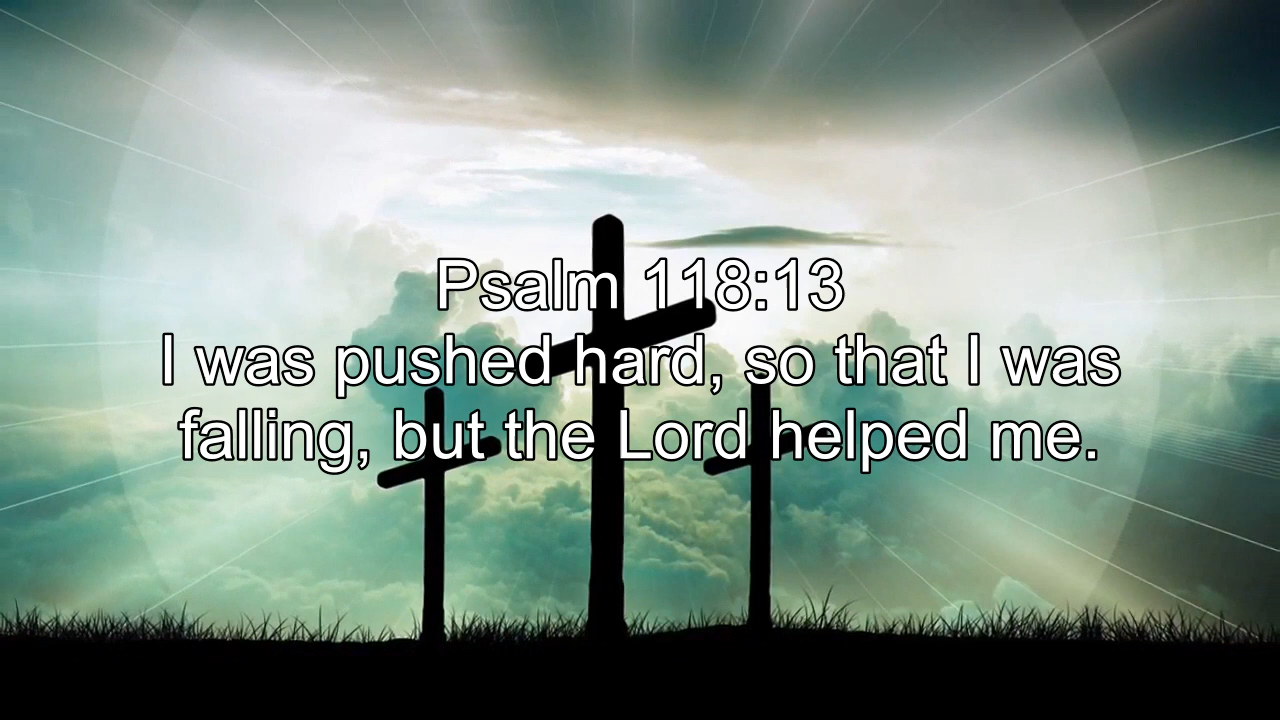 Psalm 118:13
I was pushed hard, so that I was
falling, but the Lord helped me.